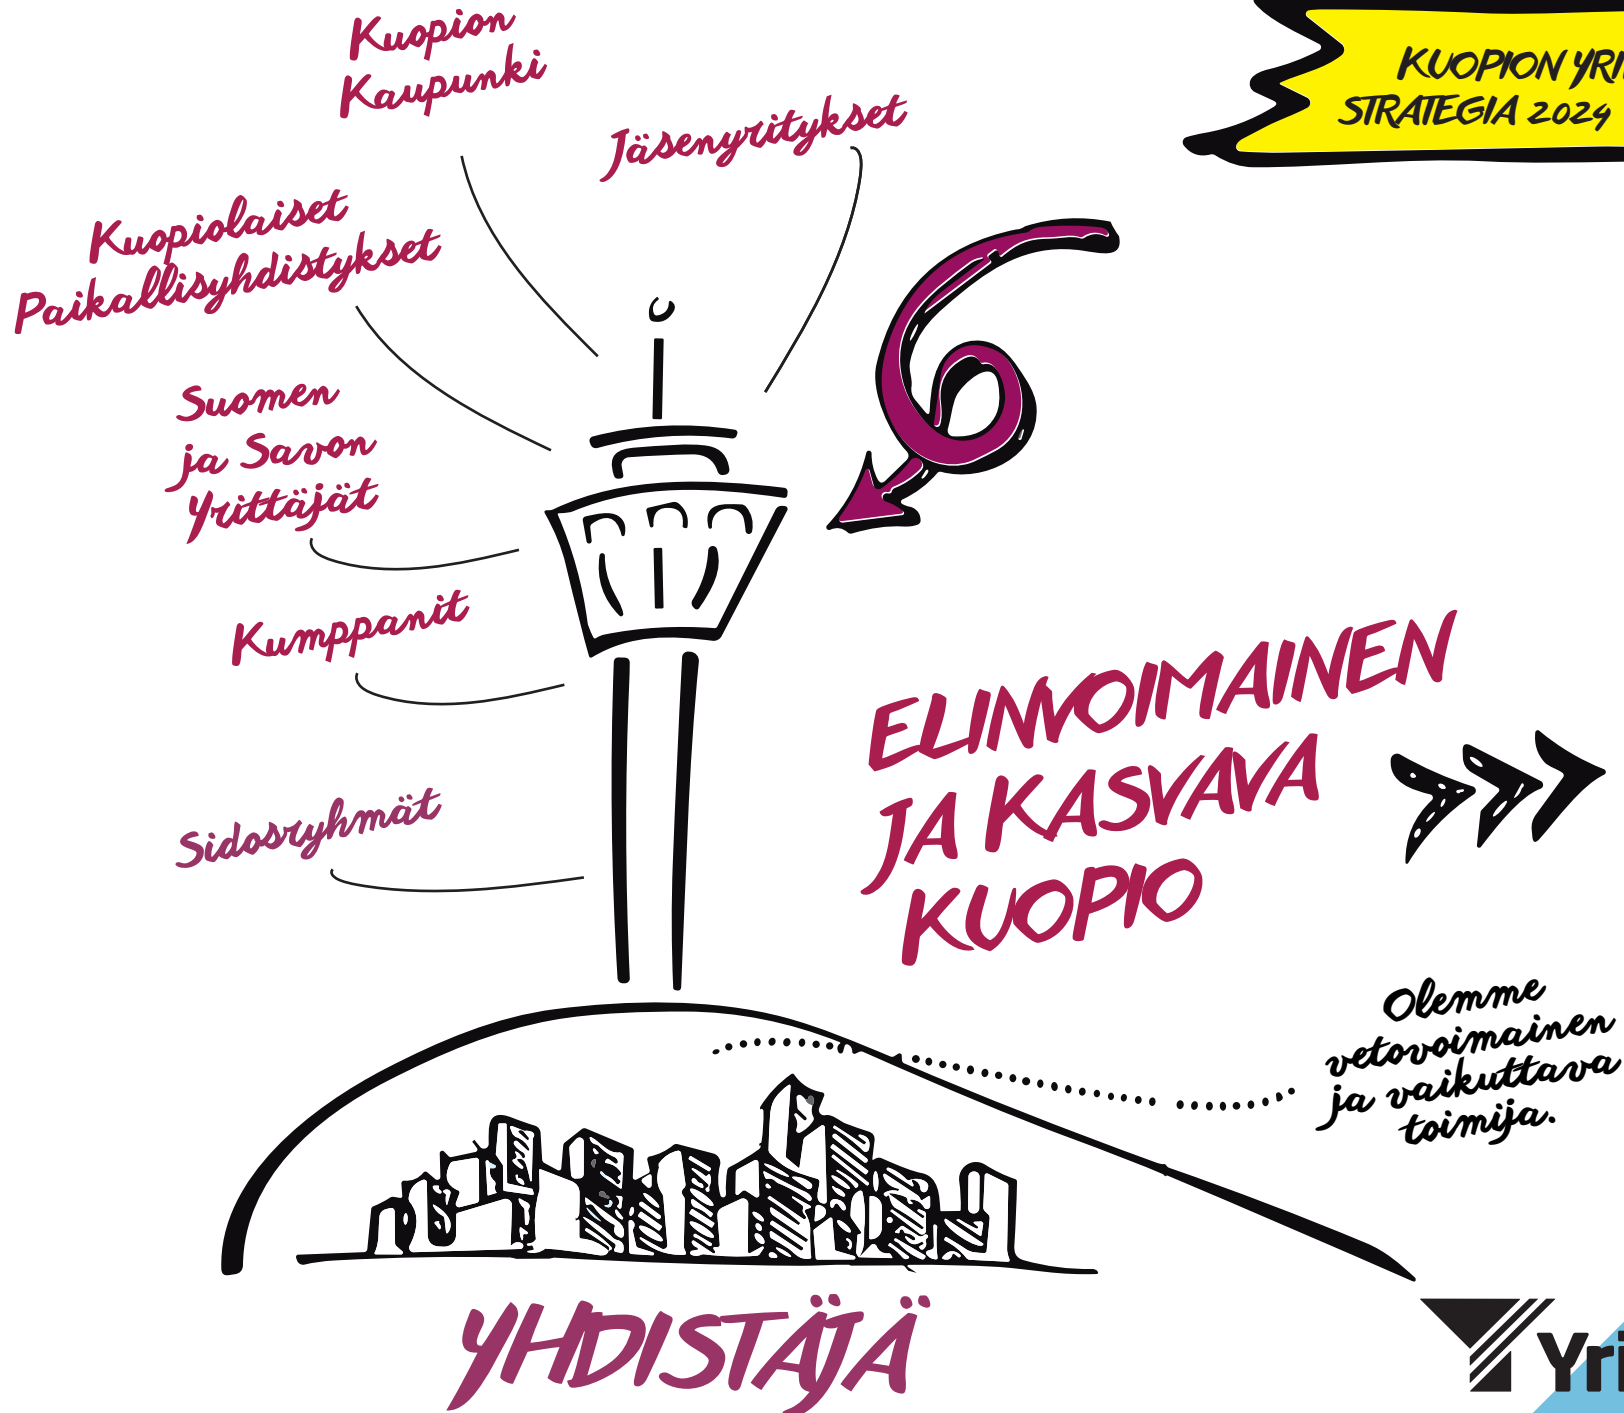 Kuopion
Kaupunki
KUOPION YRI
STRATEGIA 2024
Jäsenyritykset
Kuopiolaiset
Paikallisyhdistykset
Suomen
ja Savon
Yrittäjät
Kumppanit
Sidosryhmät
ELINVOIMAINEN
JA KASVAVA
KUOPIO
Olemme
vetovoimainen
ja vaikuttava
toimija.
YHDISTÄJÄ
Yri